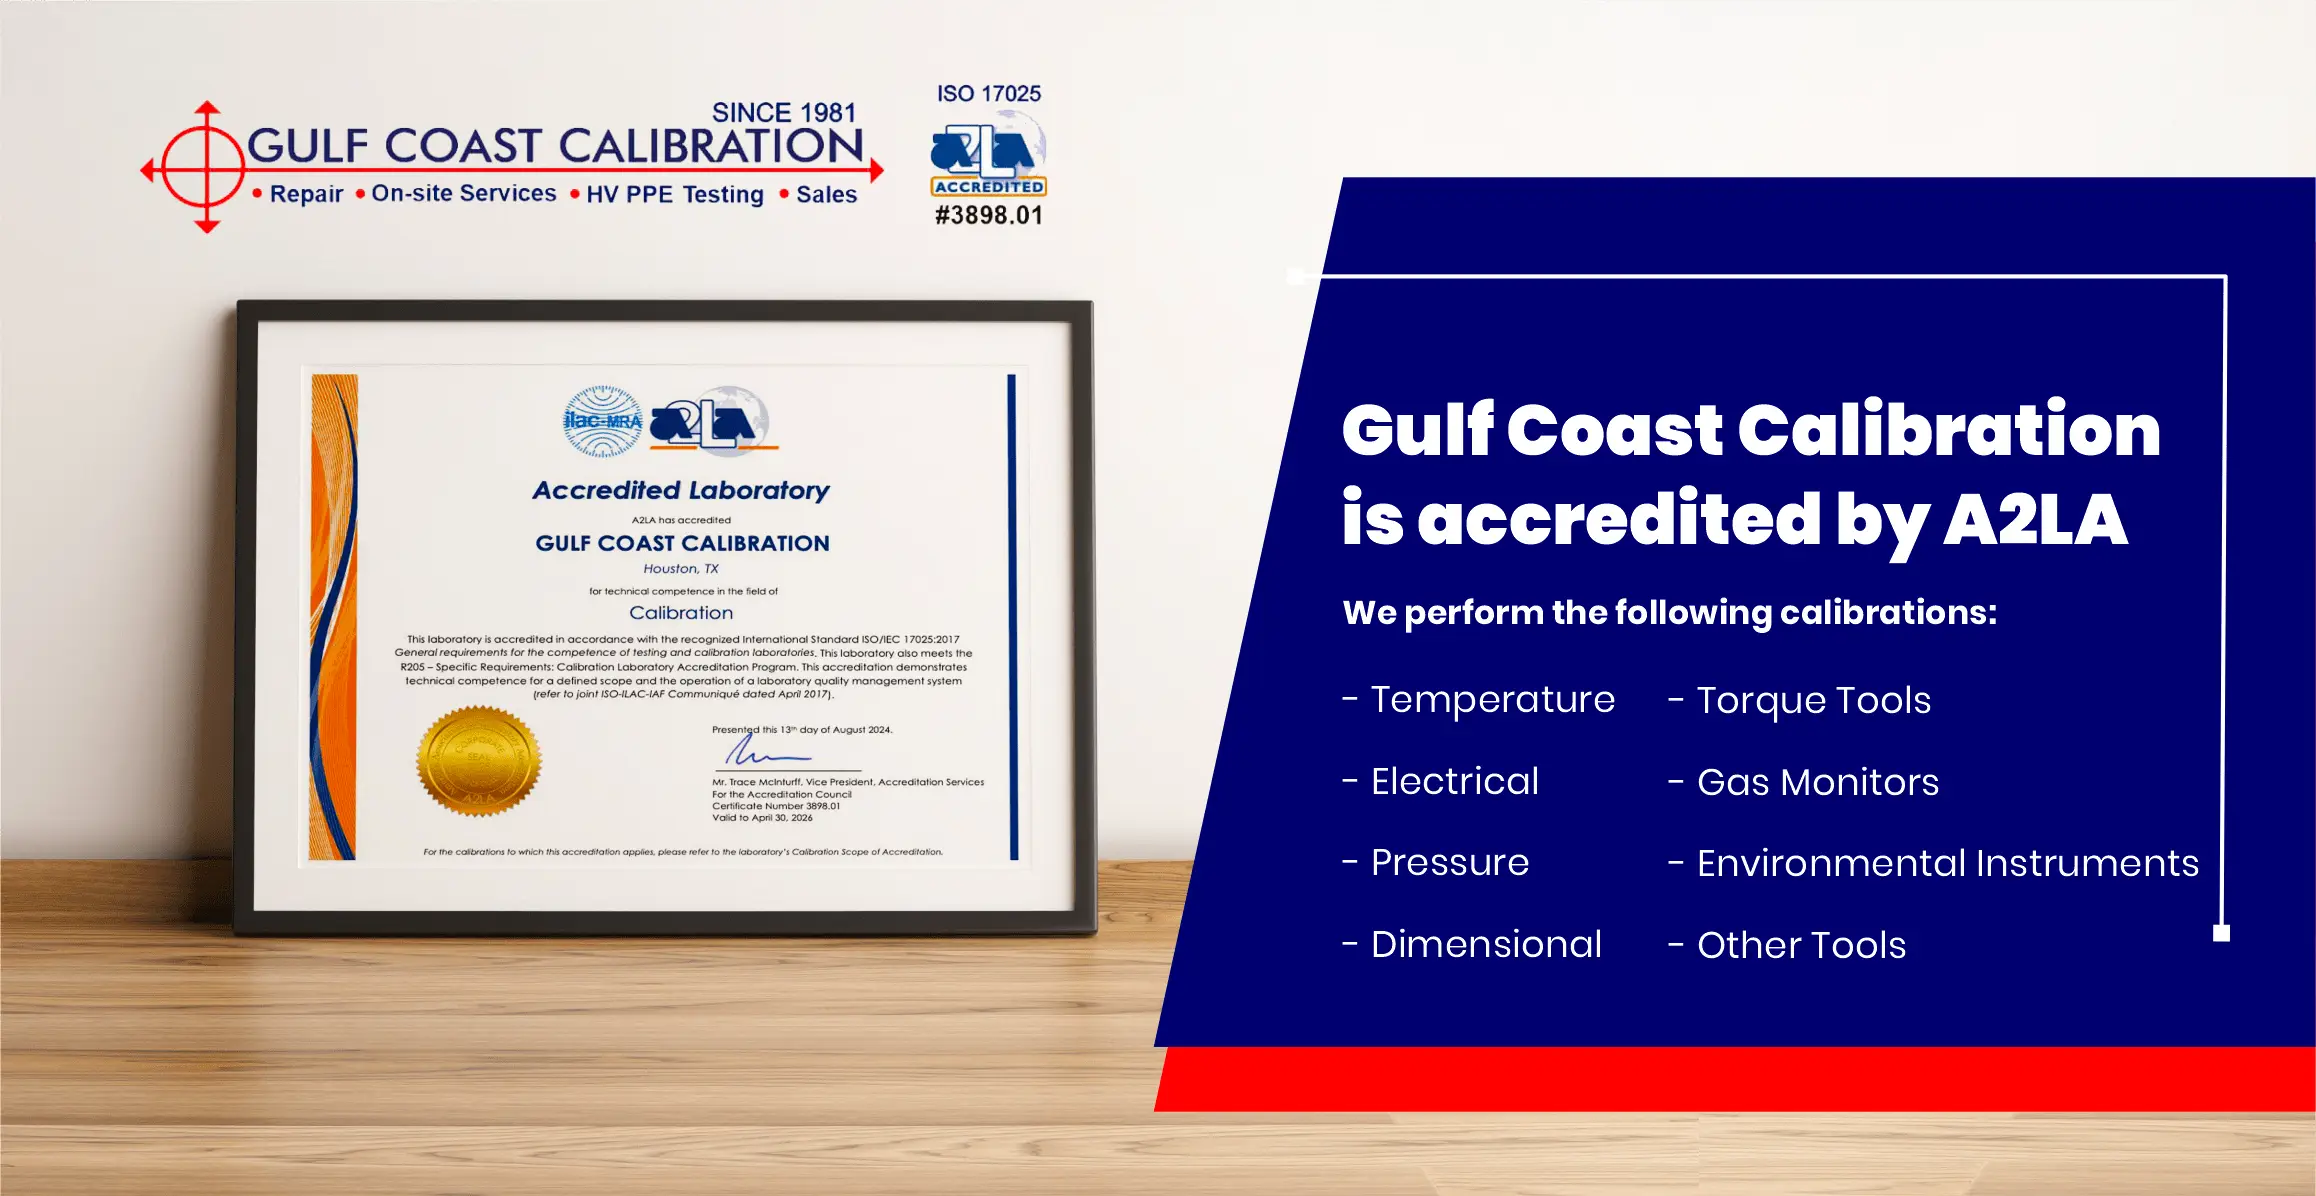 SINCE 1981
GULF COAST CALIBRATION
• Repair • On-site Services • HV PPE Testing • Sales
ISO 17025
A2LA
ACCREDITED
#3898.01
ilac-MRA
A2LA
Accredited Laboratory
A2LA has accredited
GULF COAST CALIBRATION
Houston, TX
for technical competence in the field of
Calibration
This laboratory is accredited in accordance with the recognized International Standard ISO/IEC 17025:2017
General requirements for the competence of testing and calibration laboratories. This laboratory also meets the
R205 – Specific Requirements: Calibration Laboratory Accreditation Program. This accreditation demonstrates
technical competence for a defined scope and the operation of a laboratory quality management system
(refer to joint ISO-ILAC-IAF Communiqué dated April 2017).
CORPORATE
SEAL
A2LA
Presented this 13th day of August 2024.
Mr. Trace McInturff, Vice President, Accreditation Services
For the Accreditation Council
Certificate Number 3898.01
Valid to April 30, 2026
For the calibrations to which this accreditation applies, please refer to the laboratory's Calibration Scope of Accreditation.
Gulf Coast Calibration
is accredited by A2LA
We perform the following calibrations:
- Temperature
- Electrical
- Pressure
- Dimensional
- Torque Tools
- Gas Monitors
- Environmental Instruments
- Other Tools